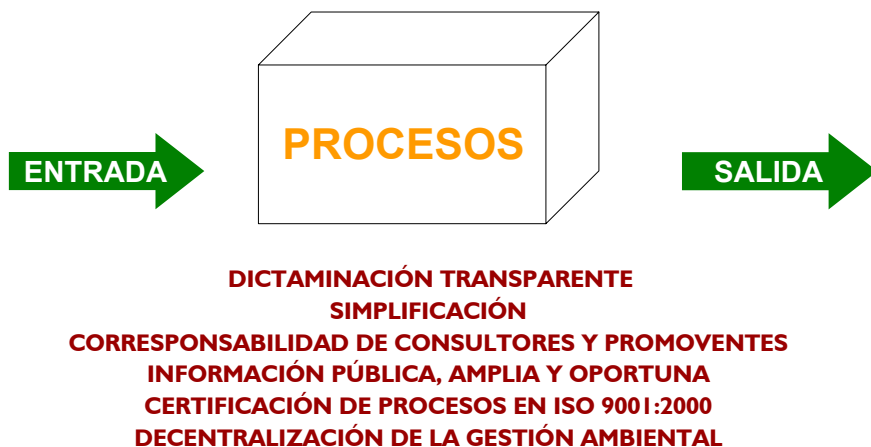 PROCESOS
ENTRADA
SALIDA
DICTAMINACIÓN TRANSPARENTE
SIMPLIFICACIÓN
CORRESPONSABILIDAD DE CONSULTORES Y PROMOVENTES
INFORMACIÓN PÚBLICA, AMPLIA Y OPORTUNA
CERTIFICACIÓN DE PROCESOS EN ISO 9001:2000
DECENTRALIZACIÓN DE LA GESTIÓN AMBIENTAL